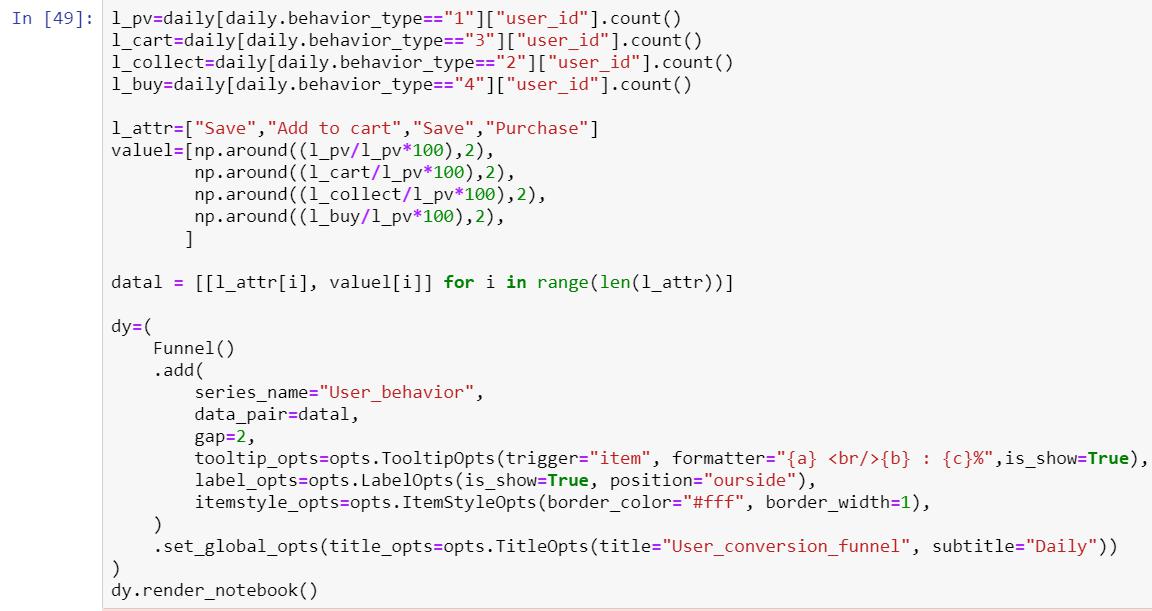 In [49]: l_pv=daily[daily.behavior_type=="1"]["user_id"].count()
l_cart=daily[daily.behavior_type=="3"]["user_id"].count()
l_collect=daily[daily.behavior_type=="2"]["user_id"].count()
l_buy=daily[daily.behavior_type=="4"]["user_id"].count()

l_attr=["Save","Add to cart","Save","Purchase"]
valuel=[np.around((l_pv/l_pv*100),2),
        np.around((l_cart/l_pv*100),2),
        np.around((l_collect/l_pv*100),2),
        np.around((l_buy/l_pv*100),2),
       ]

datal = [[l_attr[i], valuel[i]] for i in range(len(l_attr))]

dy=(
    Funnel()
    .add(
        series_name="User_behavior",
        data_pair=datal,
        gap=2,
        tooltip_opts=opts.TooltipOpts(trigger="item", formatter="{a} <br/>{b} : {c}%",is_show=True),
        label_opts=opts.LabelOpts(is_show=True, position="ourside"),
        itemstyle_opts=opts.ItemStyleOpts(border_color="#fff", border_width=1),
    )
    .set_global_opts(title_opts=opts.TitleOpts(title="User_conversion_funnel", subtitle="Daily"))
)
dy.render_notebook()